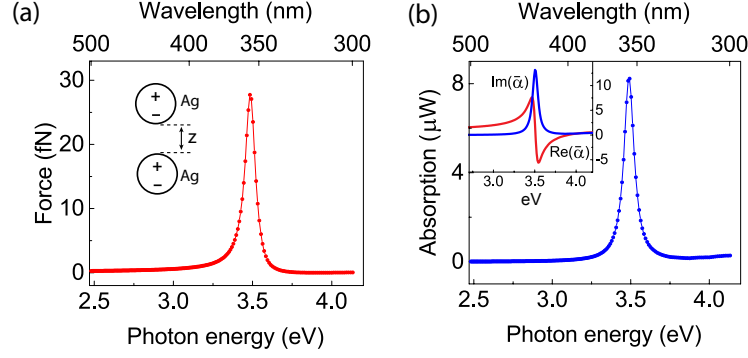 (a)
Wavelength (nm)
500 400 350 300
30
20
10
0
Force (fN)
+
−
Ag
z
+
−
Ag
2.5 3.0 3.5 4.0
Photon energy (eV)
(b)
Wavelength (nm)
500 400 350 300
8
4
0
Absorption (μW)
Im(ᾱ)
Re(ᾱ)
10
5
0
-5
3.0 3.5 4.0
eV
2.5 3.0 3.5 4.0
Photon energy (eV)